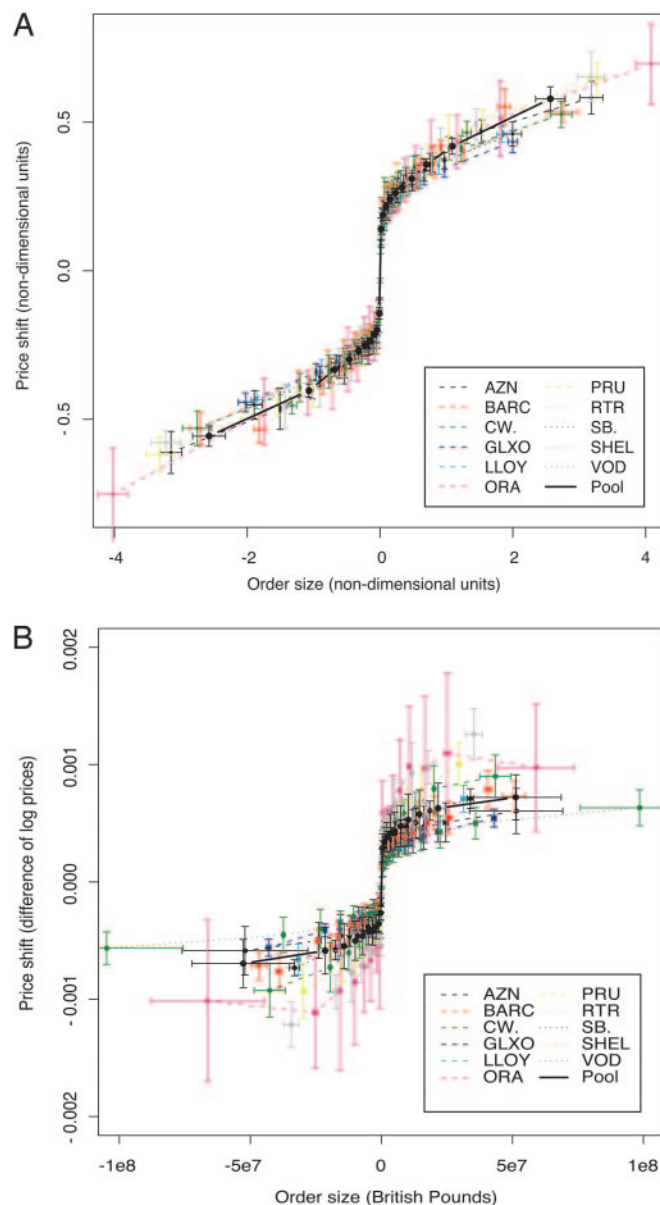 A
Price shift (non-dimensional units)
0.5
0.0
- 0.5
AZN PRU
BARC RTR
CW. SB.
GLXO SHEL
LLOY VOD
ORA Pool
-4 -2 0 2 4
Order size (non-dimensional units)
B
Price shift (difference of log prices)
0.002
0.001
0.000
- 0.001
- 0.002
AZN PRU
BARC RTR
CW. SB.
GLXO SHEL
LLOY VOD
ORA Pool
-1e8 -5e7 0 5e7 1e8
Order size (British Pounds)